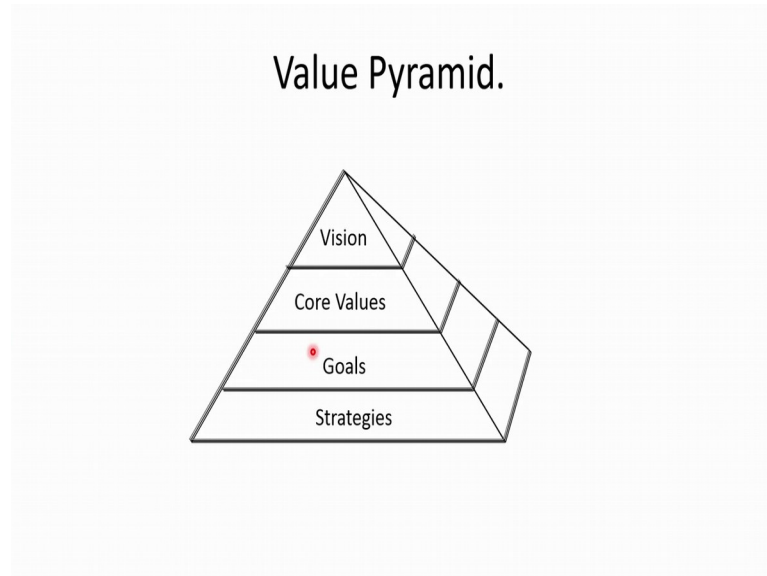 Value Pyramid.
Vision
Core Values
Goals
Strategies